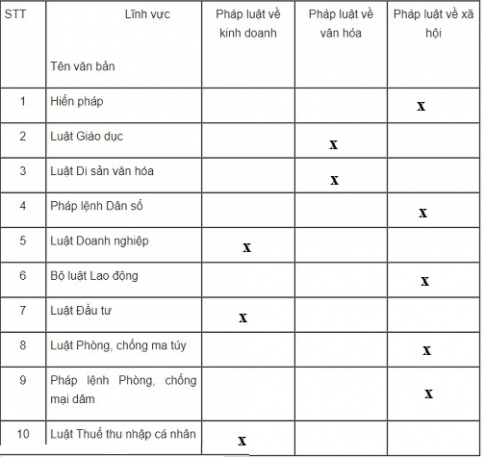 STT Lĩnh vực Pháp luật về Pháp luật về Pháp luật về xã
kinh doanh văn hóa hội
Tên văn bản
1 Hiến pháp x
2 Luật Giáo dục x
3 Luật Di sản văn hóa x
4 Pháp lệnh Dân số x
5 Luật Doanh nghiệp x
6 Bộ luật Lao động x
7 Luật Đầu tư x
8 Luật Phòng, chống ma túy x
9 Pháp lệnh Phòng, chống x
mại dâm
10 Luật Thuế thu nhập cá nhân x